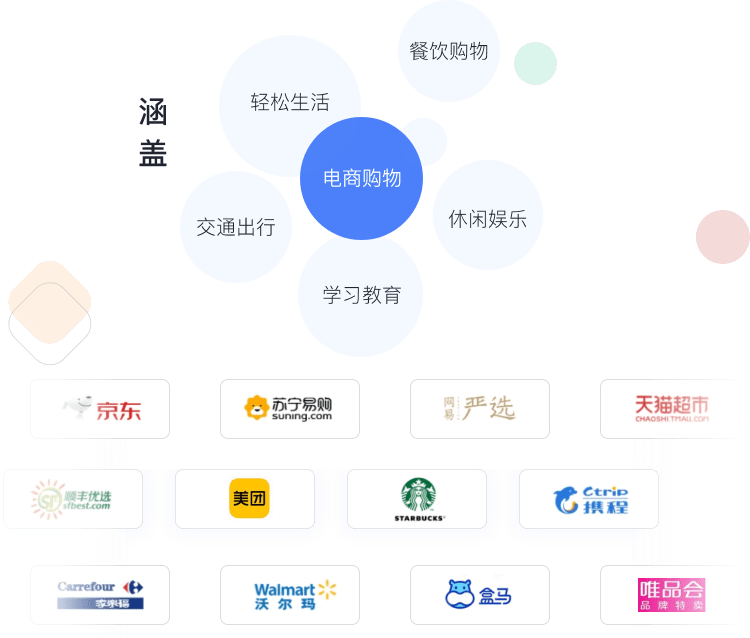 餐饮购物
轻松生活
涵
盖
电商购物
休闲娱乐
交通出行
学习教育
京东
苏宁易购
suning.com
网易
严选
天猫超市
CHAOSHI.TMALL.COM
顺丰优选
sfbest.com
美团
STARBUCKS
Ctrip
携程
Carrefour
家乐福
Walmart
沃尔玛
盒马
唯品会
品牌特卖